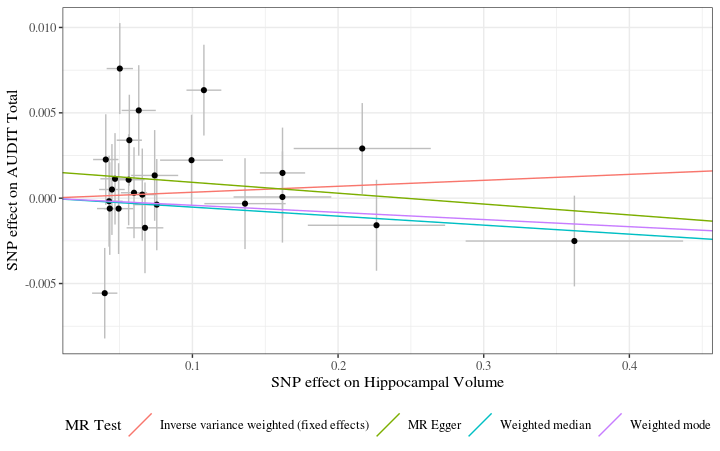 0.010
0.005
0.000
-0.005
SNP effect on AUDIT Total
0.1 0.2 0.3 0.4
SNP effect on Hippocampal Volume
MR Test Inverse variance weighted (fixed effects) MR Egger Weighted median Weighted mode